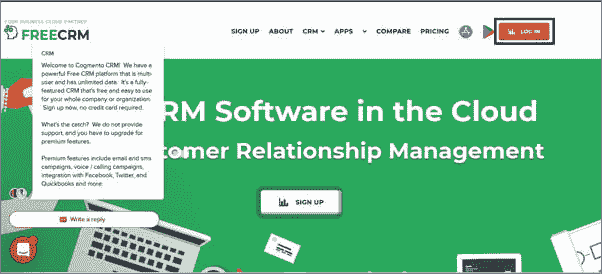 YOUR BUSINESS CLOUD PARTNER
FREECRM
SIGN UP ABOUT CRM APPS COMPARE PRICING LOG IN
CRM
Welcome to Cogmento CRM! We have a
powerful Free CRM platform that is multi-
user and has unlimited data. It's a fully-
featured CRM that's free and easy to use
for your whole company or organization.
Sign up now, no credit card required.
What's the catch? We do not provide
support, and you have to upgrade for
premium features.
Premium features include email and sms
campaigns, voice / calling campaigns,
integration with Facebook, Twitter, and
Quickbooks and more.
RM Software in the Cloud
tomer Relationship Management
SIGN UP
Write a reply